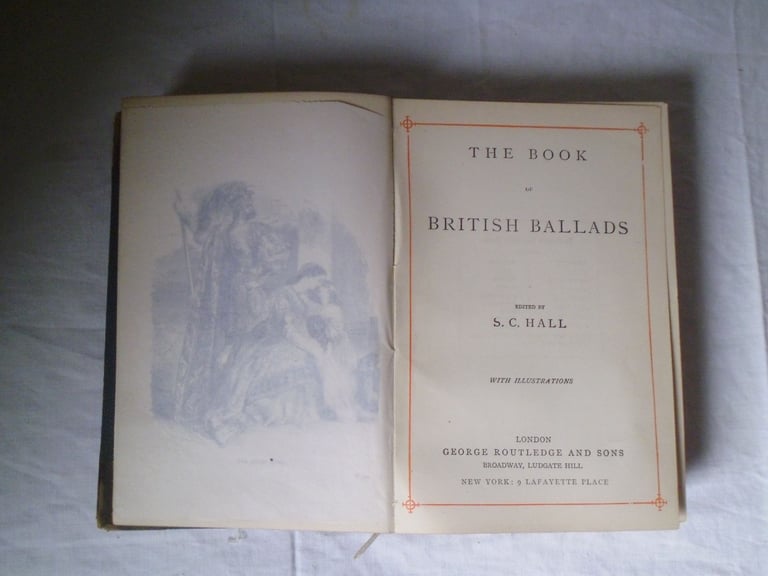 THE BOOK
OF
BRITISH BALLADS
EDITED BY
S. C. HALL
WITH ILLUSTRATIONS
LONDON
GEORGE ROUTLEDGE AND SONS
BROADWAY, LUDGATE HILL
NEW YORK: 9 LAFAYETTE PLACE